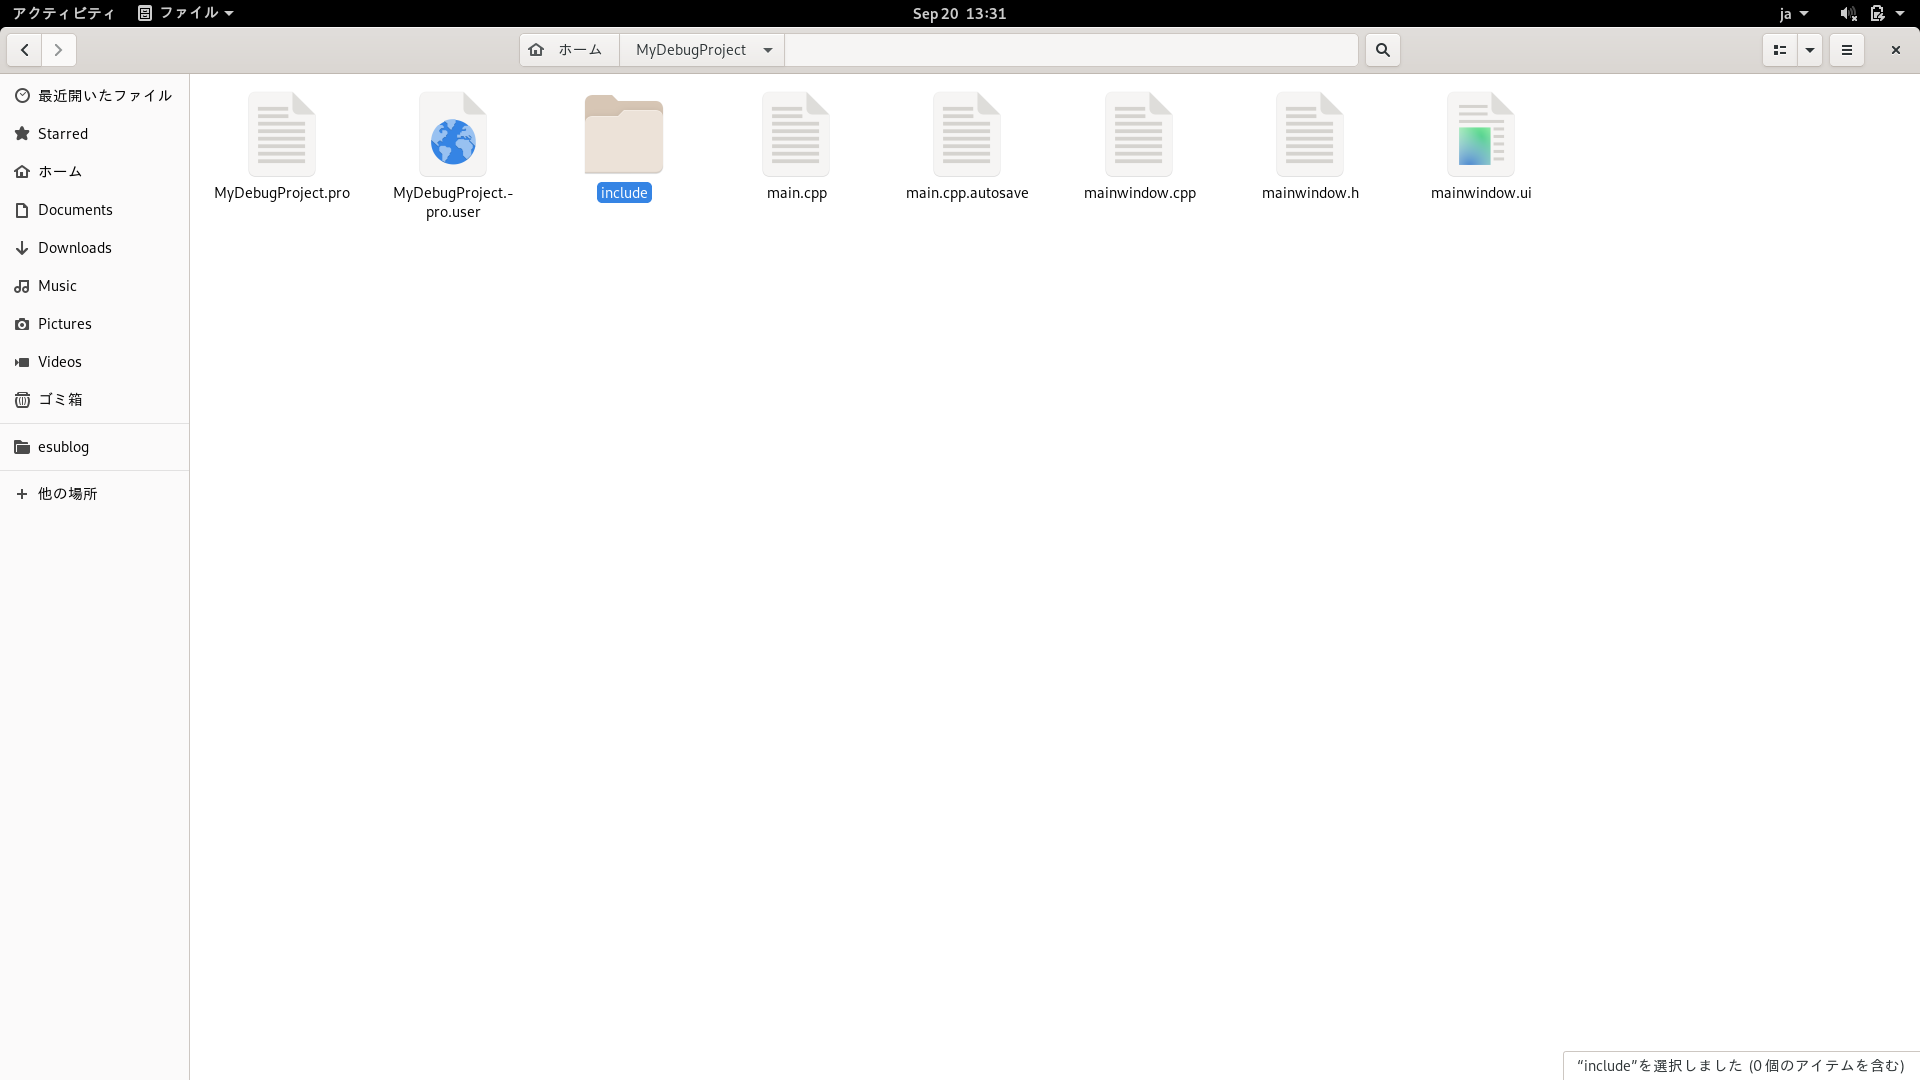 アクティビティ ファイル Sep 20 13:31 ja
ホーム MyDebugProject
最近開いたファイル
Starred
ホーム
Documents
Downloads
Music
Pictures
Videos
ゴミ箱
esublog
他の場所
MyDebugProject.pro
MyDebugProject.-
pro.user
include
main.cpp
main.cpp.autosave
mainwindow.cpp
mainwindow.h
mainwindow.ui
“include”を選択しました (0 個のアイテムを含む)